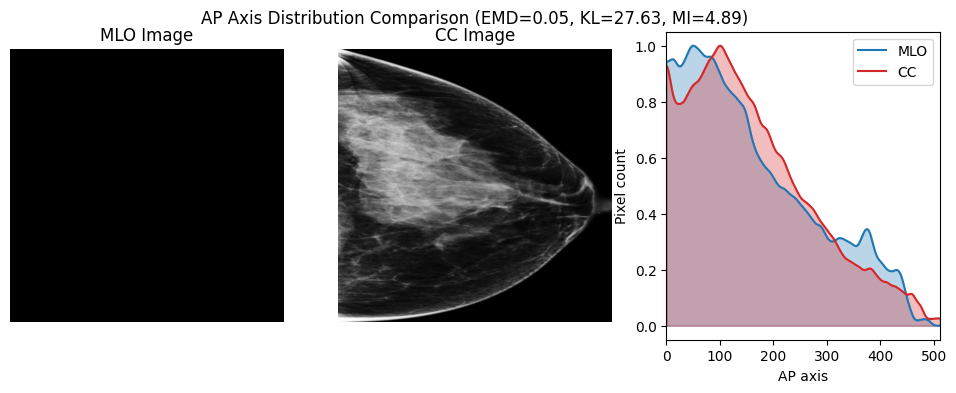 AP Axis Distribution Comparison (EMD=0.05, KL=27.63, MI=4.89)
MLO Image
CC Image
MLO
CC
1.0
0.8
0.6
0.4
0.2
0.0
Pixel count
0 100 200 300 400 500
AP axis